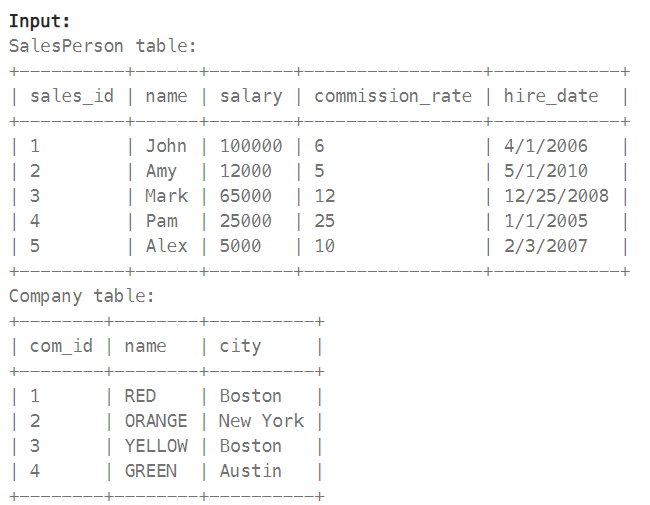 Input:
SalesPerson table:
+----------+------+--------+-----------------+------------+
| sales_id | name | salary | commission_rate | hire_date  |
+----------+------+--------+-----------------+------------+
| 1        | John | 100000 | 6               | 4/1/2006   |
| 2        | Amy  | 12000  | 5               | 5/1/2010   |
| 3        | Mark | 65000  | 12              | 12/25/2008 |
| 4        | Pam  | 25000  | 25              | 1/1/2005   |
| 5        | Alex | 5000   | 10              | 2/3/2007   |
+----------+------+--------+-----------------+------------+
Company table:
+--------+--------+----------+
| com_id | name   | city     |
+--------+--------+----------+
| 1      | RED    | Boston   |
| 2      | ORANGE | New York |
| 3      | YELLOW | Boston   |
| 4      | GREEN  | Austin   |
+--------+--------+----------+